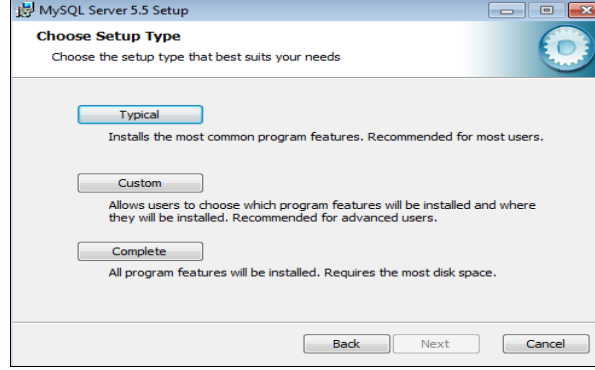 MySQL Server 5.5 Setup
Choose Setup Type
Choose the setup type that best suits your needs
Typical
Installs the most common program features. Recommended for most users.
Custom
Allows users to choose which program features will be installed and where
they will be installed. Recommended for advanced users.
Complete
All program features will be installed. Requires the most disk space.
Back Next Cancel